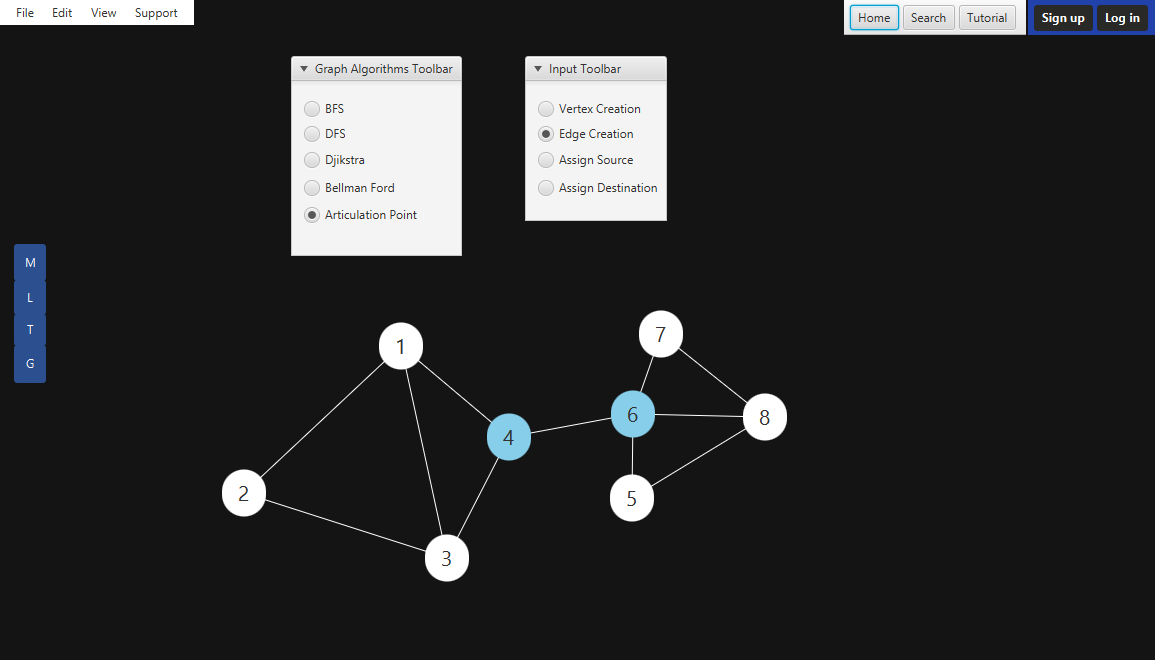 File Edit View Support
Home Search Tutorial Sign up Log in
Graph Algorithms Toolbar
BFS
DFS
Djikstra
Bellman Ford
Articulation Point
Input Toolbar
Vertex Creation
Edge Creation
Assign Source
Assign Destination
M
L
T
G
1
2
3
4
6
7
8
5